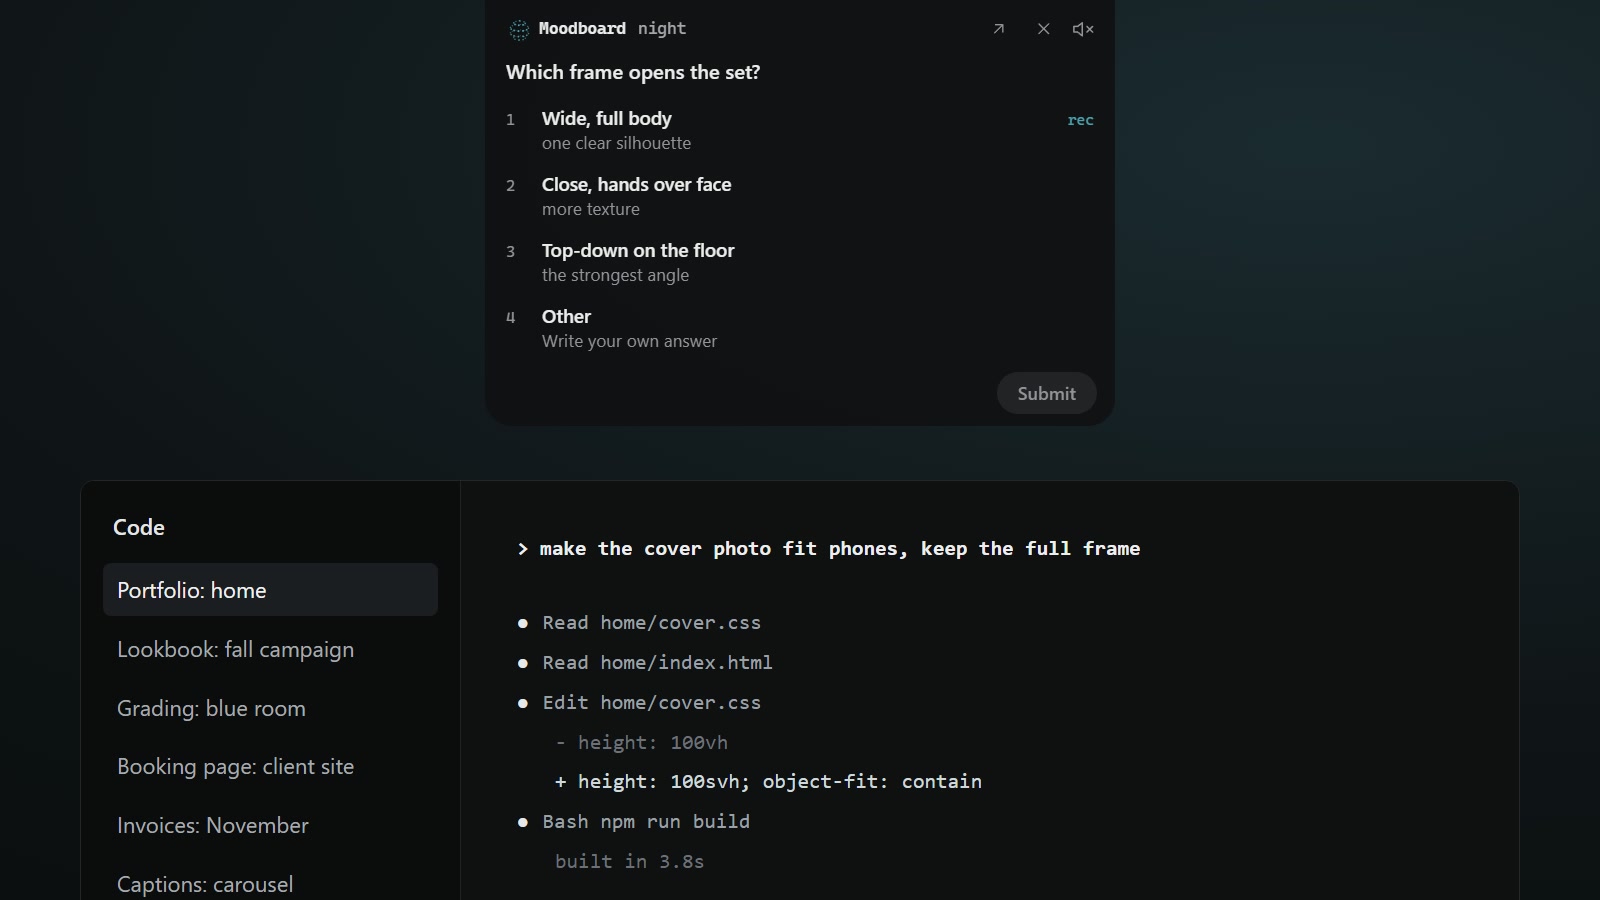 Moodboard night
Which frame opens the set?
1 Wide, full body rec
one clear silhouette
2 Close, hands over face
more texture
3 Top-down on the floor
the strongest angle
4 Other
Write your own answer
Submit
Code
Portfolio: home
Lookbook: fall campaign
Grading: blue room
Booking page: client site
Invoices: November
Captions: carousel
> make the cover photo fit phones, keep the full frame
● Read home/cover.css
● Read home/index.html
● Edit home/cover.css
- height: 100vh
+ height: 100svh; object-fit: contain
● Bash npm run build
built in 3.8s